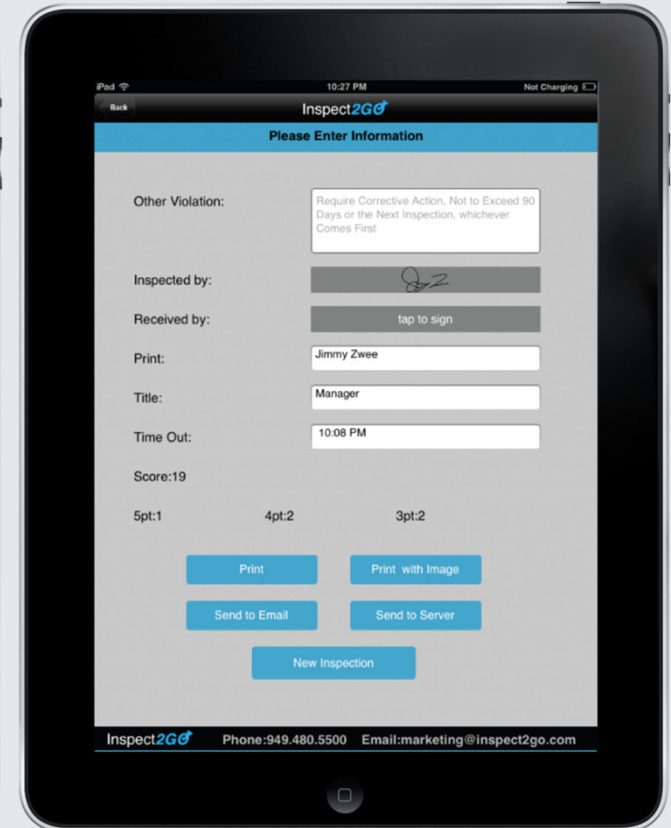 iPad 10:27 PM Not Charging
Back Inspect2GO
Please Enter Information
Other Violation: Require Corrective Action, Not to Exceed 90
Days or the Next Inspection, whichever
Comes First
Inspected by:
Received by: tap to sign
Print: Jimmy Zwee
Title: Manager
Time Out: 10:08 PM
Score:19
5pt:1 4pt:2 3pt:2
Print Print with Image
Send to Email Send to Server
New Inspection
Inspect2GO Phone:949.480.5500 Email:marketing@inspect2go.com